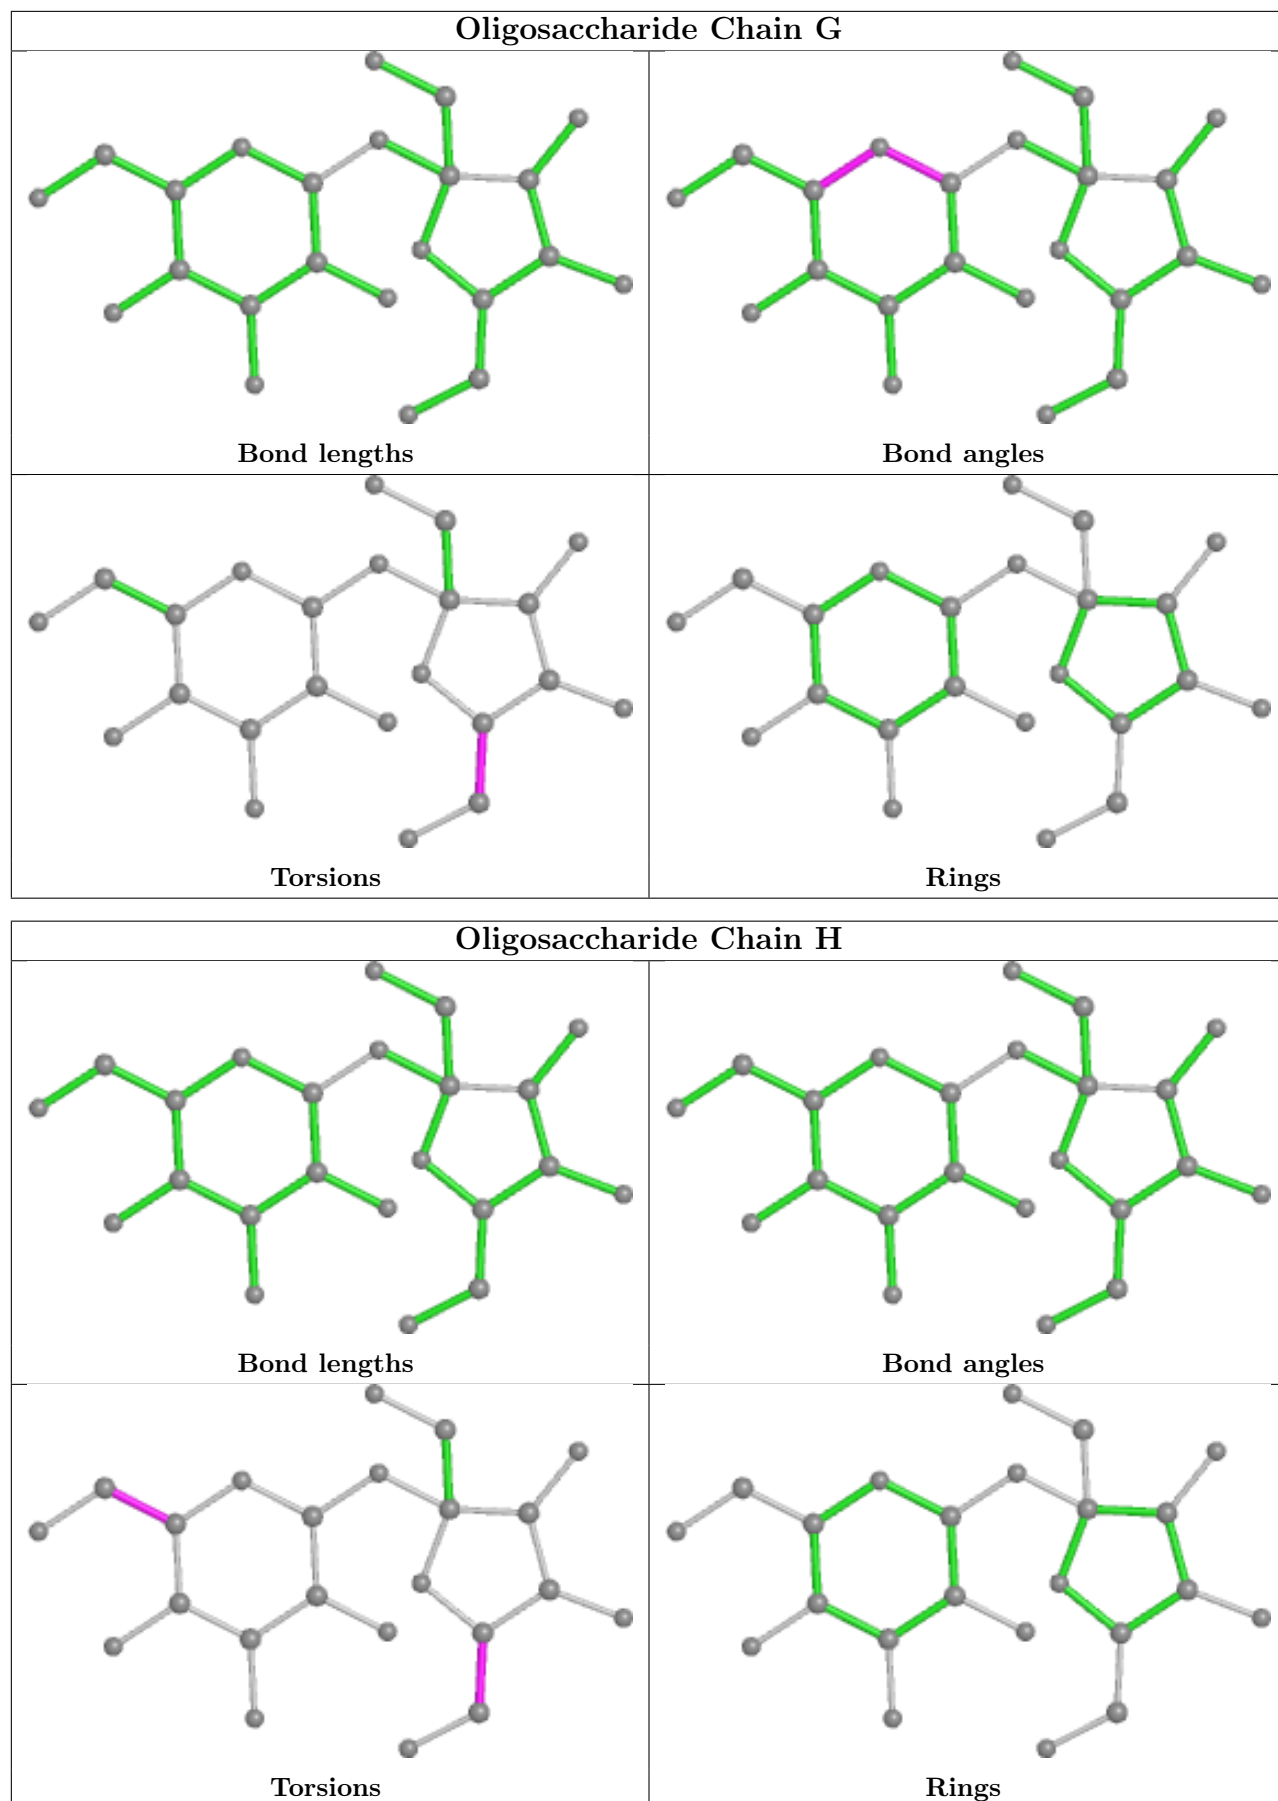 Oligosaccharide Chain G
Bond lengths
Bond angles
Torsions
Rings
Oligosaccharide Chain H
Bond lengths
Bond angles
Torsions
Rings